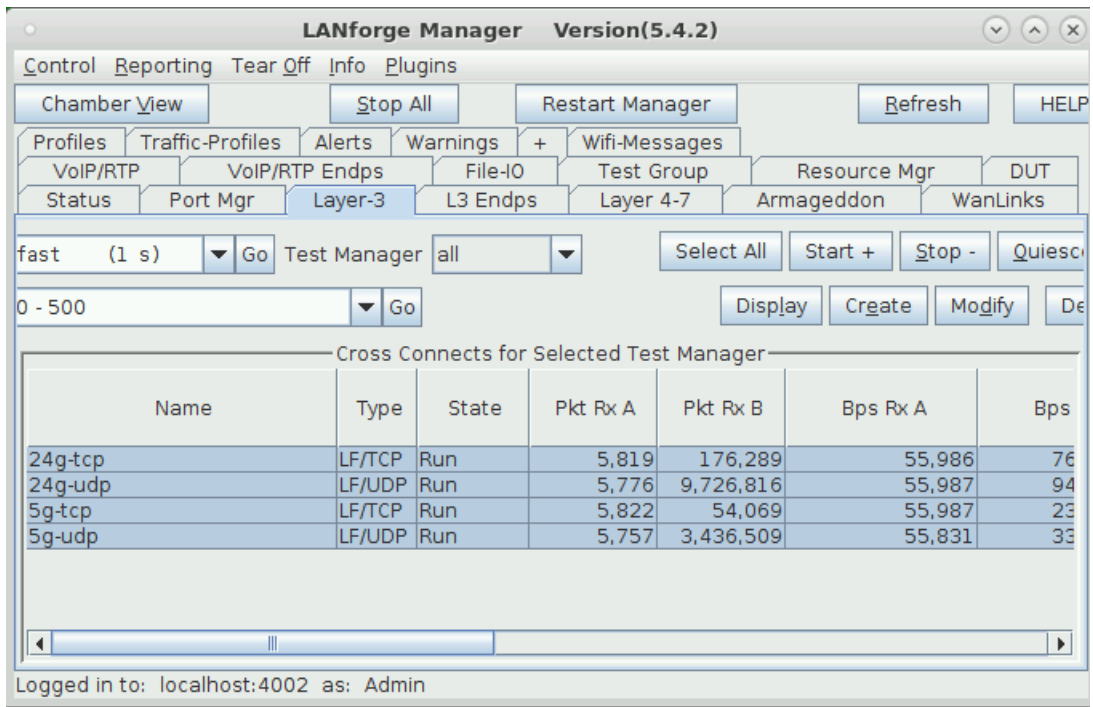 LANforge Manager Version(5.4.2)
Control Reporting Tear Off Info Plugins
Chamber View Stop All Restart Manager Refresh HELP
Profiles Traffic-Profiles Alerts Warnings + Wifi-Messages
VoIP/RTP VoIP/RTP Endps File-IO Test Group Resource Mgr DUT
Status Port Mgr Layer-3 L3 Endps Layer 4-7 Armageddon WanLinks
fast (1 s) Go Test Manager all Select All Start + Stop - Quiesc
0 - 500 Go Display Create Modify De
Cross Connects for Selected Test Manager
Name Type State Pkt Rx A Pkt Rx B Bps Rx A Bps
24g-tcp LF/TCP Run 5,819 176,289 55,986 76
24g-udp LF/UDP Run 5,776 9,726,816 55,987 94
5g-tcp LF/TCP Run 5,822 54,069 55,987 23
5g-udp LF/UDP Run 5,757 3,436,509 55,831 33
Logged in to: localhost:4002 as: Admin